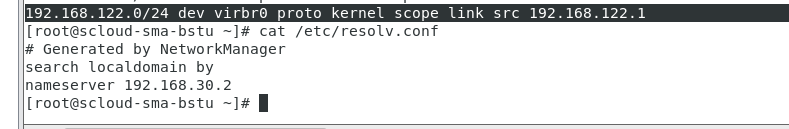 192.168.122.0/24 dev virbr0 proto kernel scope link src 192.168.122.1
[root@scloud-sma-bstu ~]# cat /etc/resolv.conf
# Generated by NetworkManager
search localdomain by
nameserver 192.168.30.2
[root@scloud-sma-bstu ~]#